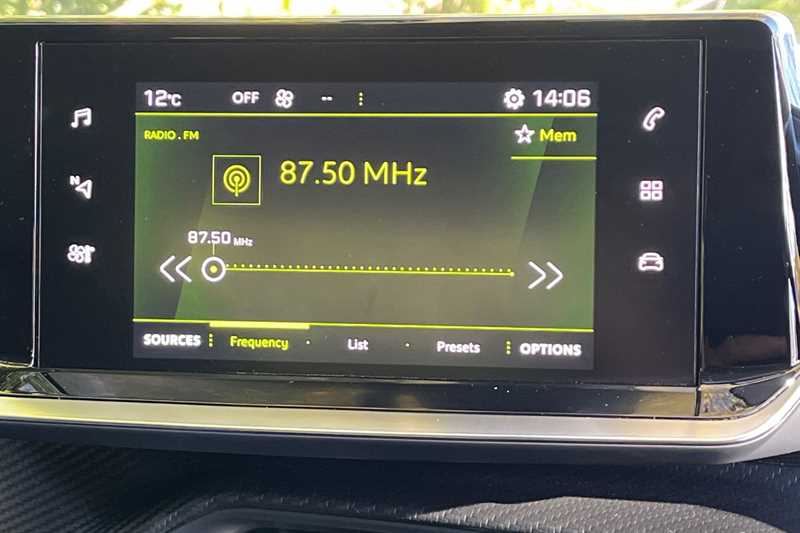 12°C OFF -- 14:06
RADIO . FM
Mem
87.50 MHz
87.50 MHz
N
SOURCES Frequency List Presets OPTIONS